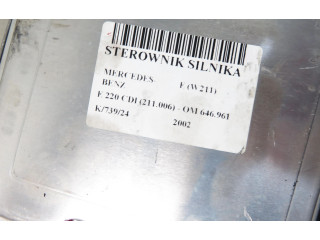 STEROWNIK SILNIKA
MERCEDES- E (W211)
BENZ
E 220 CDI (211.006) - OM 646.961
K/739/24 2002